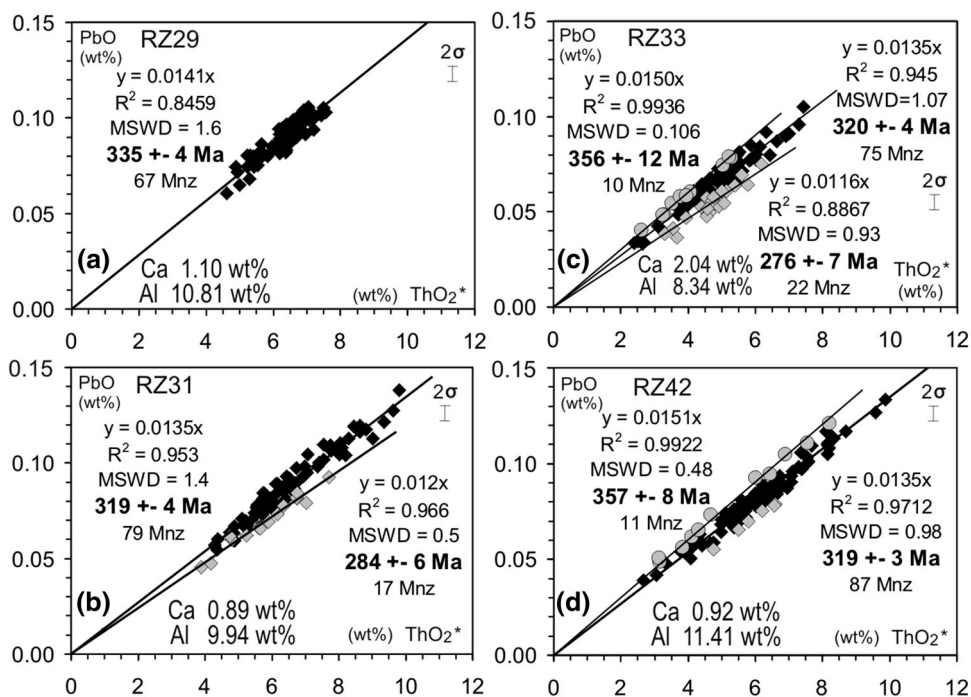 0.15
PbO
(wt%)
RZ29
2σ
y = 0.0141x
R² = 0.8459
MSWD = 1.6
335 +- 4 Ma
67 Mnz
0.10
0.05
(a)
Ca 1.10 wt%
Al 10.81 wt%
(wt%) ThO₂*
0.00
0 2 4 6 8 10 12
0.15
PbO
(wt%)
RZ33
y = 0.0150x
R² = 0.9936
MSWD = 0.106
356 +- 12 Ma
10 Mnz
y = 0.0135x
R² = 0.945
MSWD=1.07
320 +- 4 Ma
75 Mnz
2σ
y = 0.0116x
R² = 0.8867
MSWD = 0.93
276 +- 7 Ma
22 Mnz
0.10
0.05
(c)
Ca 2.04 wt%
Al 8.34 wt%
ThO₂*
(wt%)
0.00
0 2 4 6 8 10 12
0.15
PbO
(wt%)
RZ31
2σ
y = 0.0135x
R² = 0.953
MSWD = 1.4
319 +- 4 Ma
79 Mnz
y = 0.012x
R² = 0.966
MSWD = 0.5
284 +- 6 Ma
17 Mnz
0.10
0.05
(b)
Ca 0.89 wt%
Al 9.94 wt%
(wt%) ThO₂*
0.00
0 2 4 6 8 10 12
0.15
PbO
(wt%)
RZ42
2σ
y = 0.0151x
R² = 0.9922
MSWD = 0.48
357 +- 8 Ma
11 Mnz
y = 0.0135x
R² = 0.9712
MSWD = 0.98
319 +- 3 Ma
87 Mnz
0.10
0.05
(d)
Ca 0.92 wt%
Al 11.41 wt%
(wt%) ThO₂*
0.00
0 2 4 6 8 10 12